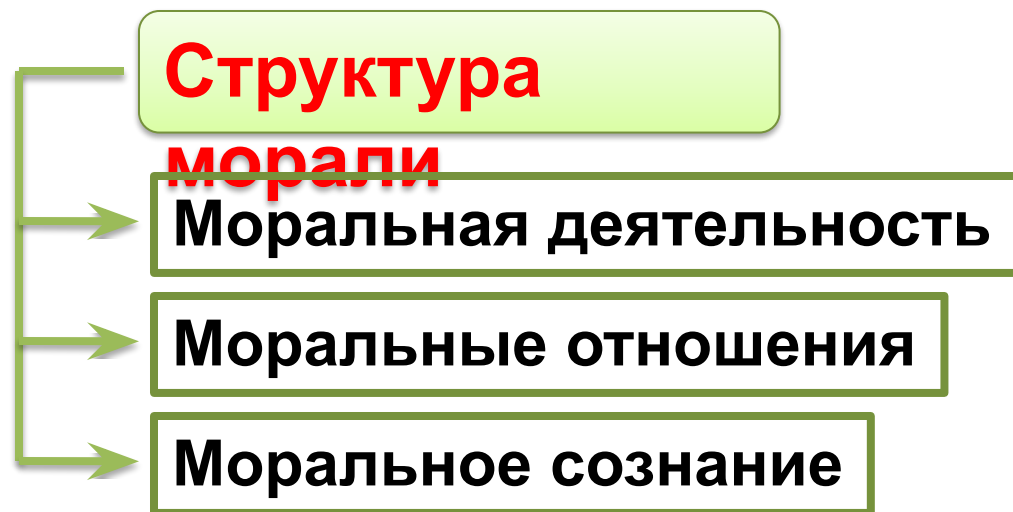 Структура
морали
Моральная деятельность
Моральные отношения
Моральное сознание